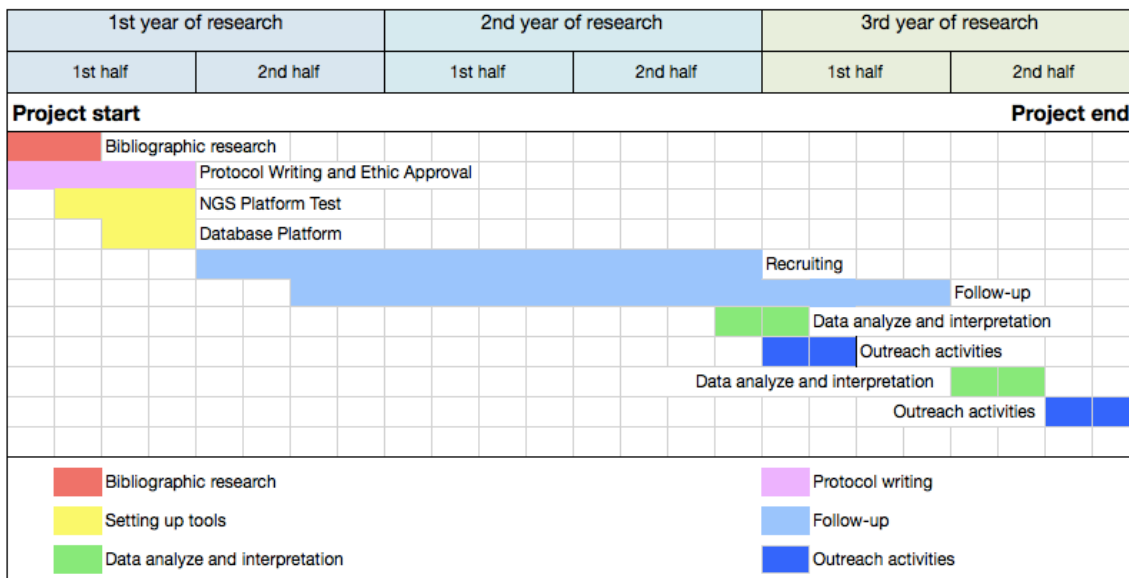 1st year of research 2nd year of research 3rd year of research
1st half 2nd half 1st half 2nd half 1st half 2nd half
Project start Project end
Bibliographic research
Protocol Writing and Ethic Approval
NGS Platform Test
Database Platform
Recruiting
Follow-up
Data analyze and interpretation
Outreach activities
Data analyze and interpretation
Outreach activities
Bibliographic research Protocol writing
Setting up tools Follow-up
Data analyze and interpretation Outreach activities